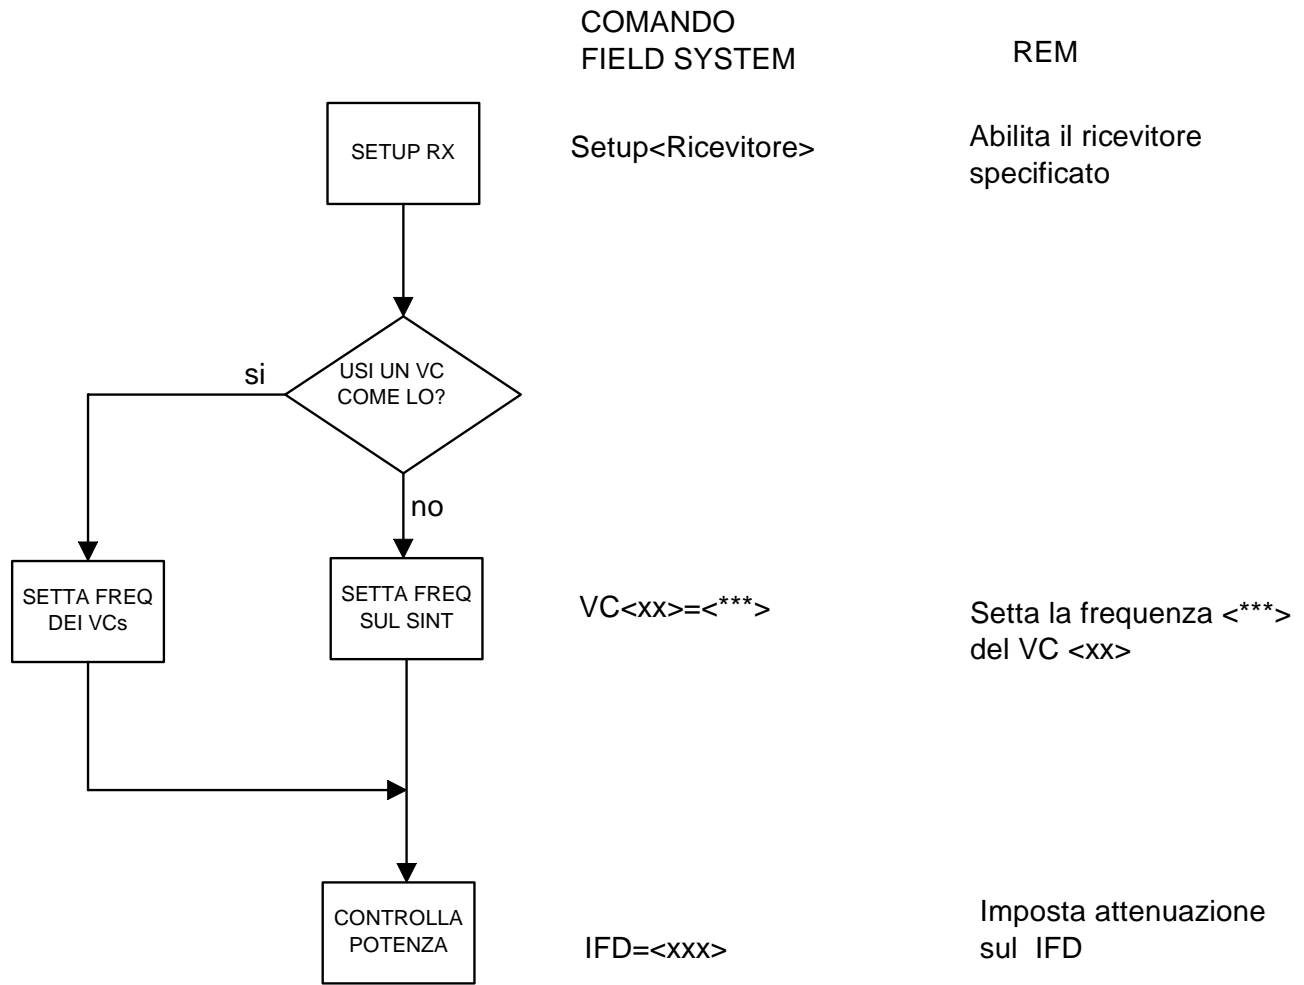 COMANDO
FIELD SYSTEM
REM
SETUP RX
Setup<Ricevitore>
Abilita il ricevitore
specificato
USI UN VC
COME LO?
si
no
SETTA FREQ
DEI VCs
SETTA FREQ
SUL SINT
VC<xx>=<***>
Setta la frequenza <***>
del VC <xx>
CONTROLLA
POTENZA
IFD=<xxx>
Imposta attenuazione
sul IFD